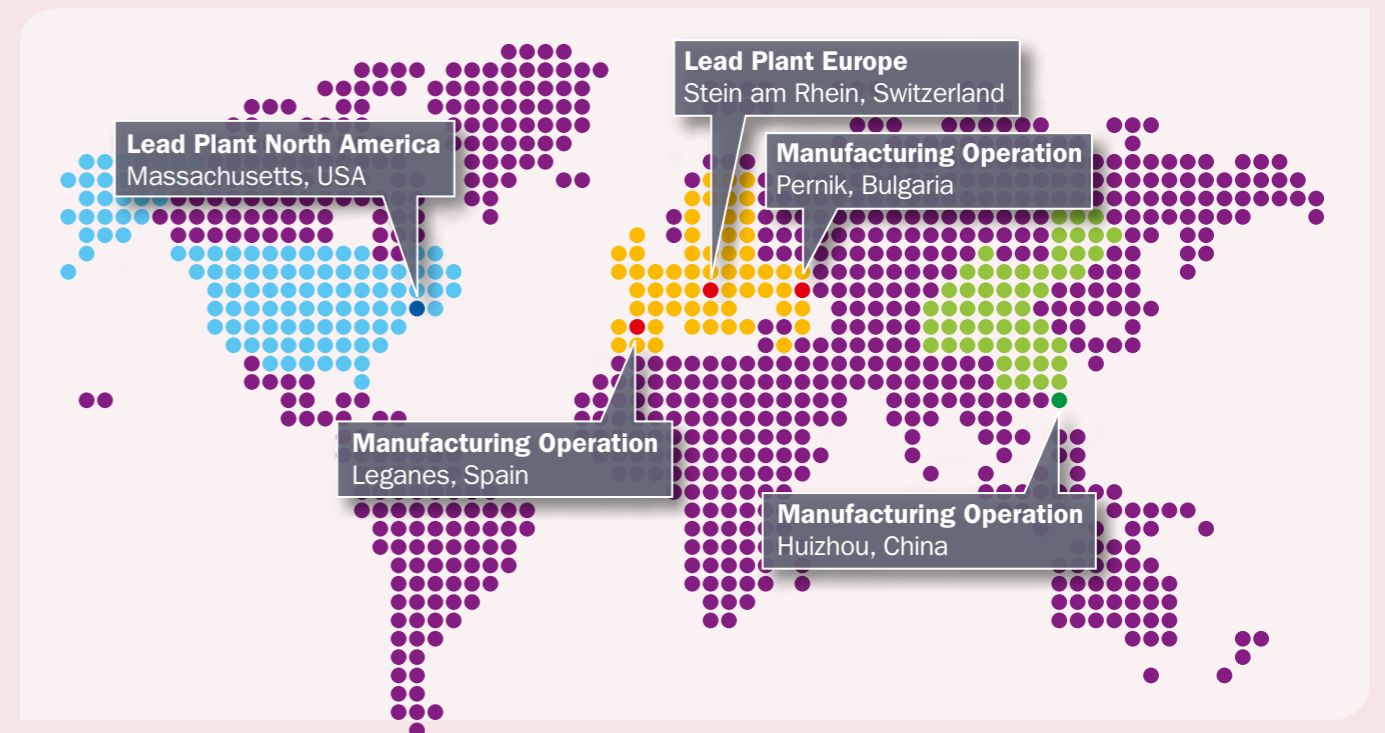 Lead Plant Europe
Stein am Rhein, Switzerland
Lead Plant North America
Massachusetts, USA
Manufacturing Operation
Pernik, Bulgaria
Manufacturing Operation
Leganes, Spain
Manufacturing Operation
Huizhou, China